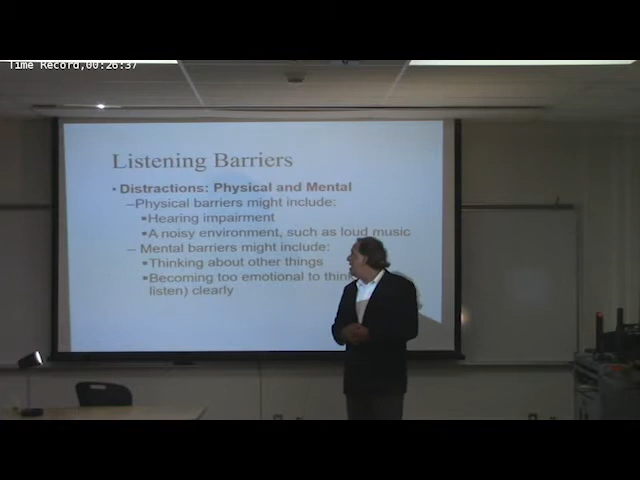 Time Record,00:26:37
Listening Barriers
• Distractions: Physical and Mental
–Physical barriers might include:
▪Hearing impairment
▪A noisy environment, such as loud music
– Mental barriers might include:
▪Thinking about other things
▪Becoming too emotional to
listen) clearly